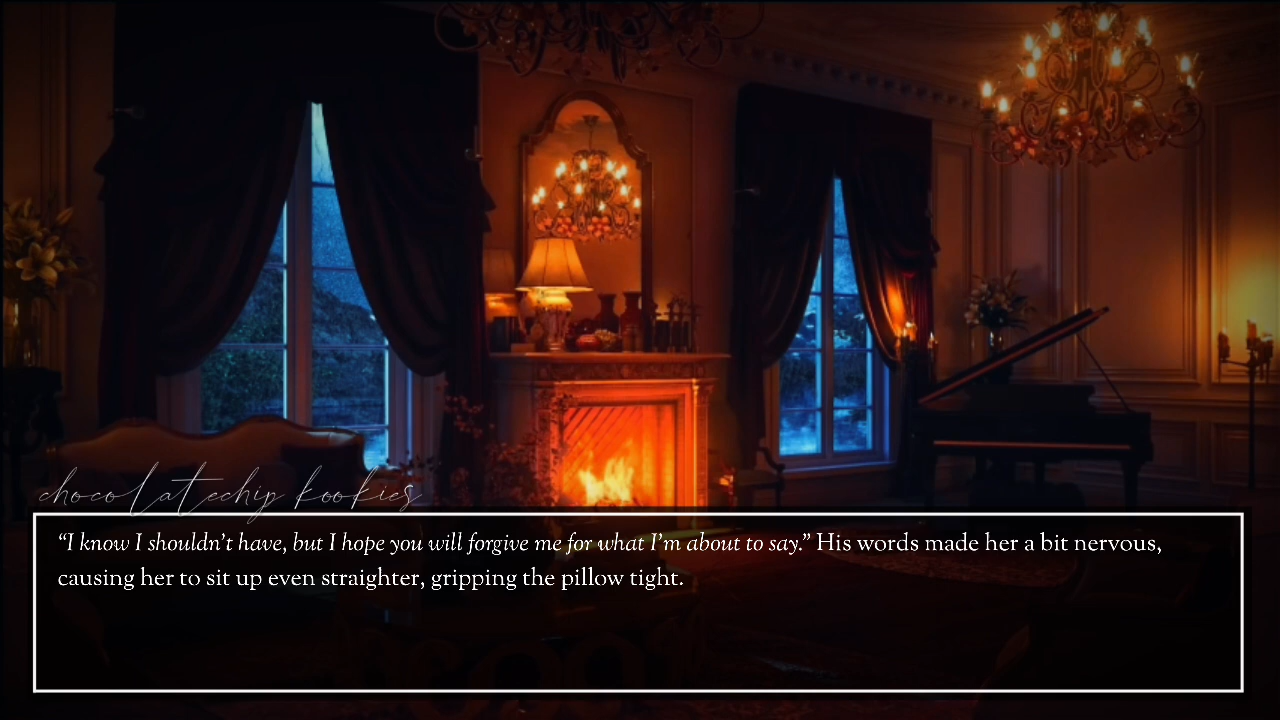 chocolatechip kookies
“I know I shouldn’t have, but I hope you will forgive me for what I’m about to say.” His words made her a bit nervous,
causing her to sit up even straighter, gripping the pillow tight.